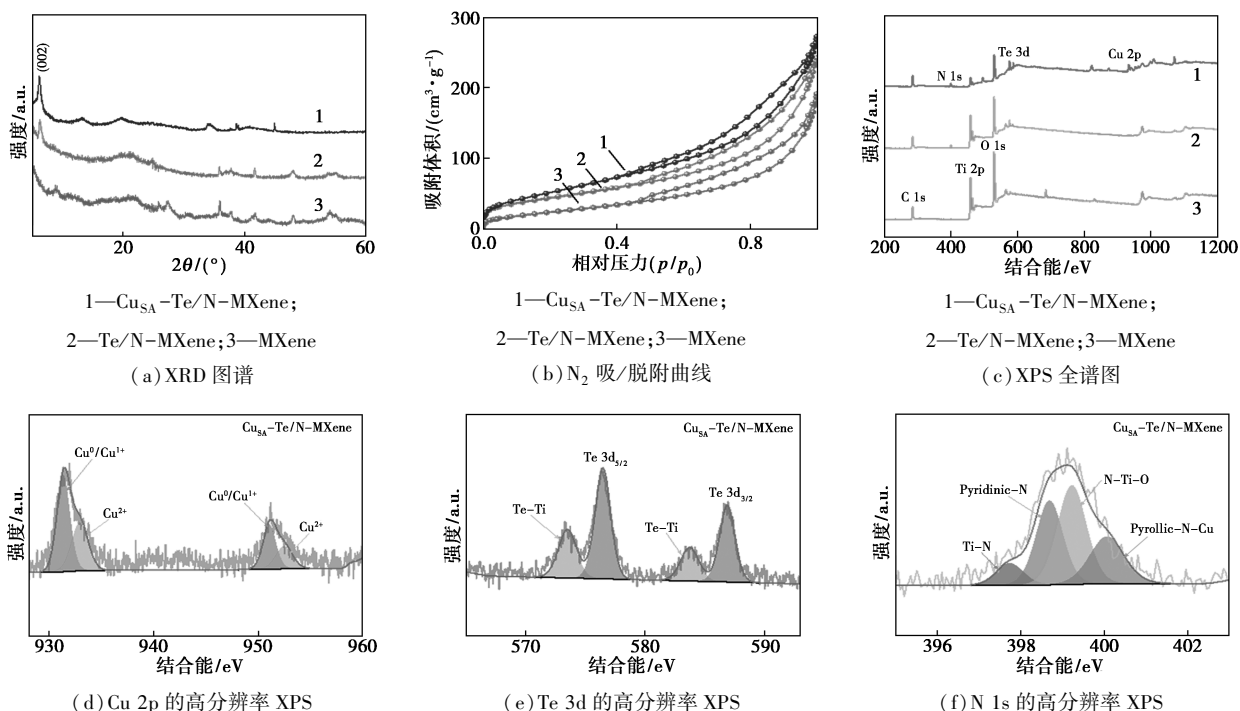 (002)
1
2
3
强度/a.u.
20
40
60
2θ/(°)
1—CuSA-Te/N-MXene;
2—Te/N-MXene;3—MXene
(a)XRD 图谱
300
200
100
0
1
2
3
吸附体积/(cm³·g⁻¹)
0.0
0.4
0.8
相对压力(p/p₀)
1—CuSA-Te/N-MXene;
2—Te/N-MXene;3—MXene
(b)N₂ 吸/脱附曲线
Te 3d
Cu 2p
N 1s
1
O 1s
2
Ti 2p
C 1s
3
强度/a.u.
200
400
600
800
1000
1200
结合能/eV
1—CuSA-Te/N-MXene;
2—Te/N-MXene;3—MXene
(c)XPS 全谱图
CuSA-Te/N-MXene
Cu⁰/Cu¹⁺
Cu²⁺
Cu⁰/Cu¹⁺
Cu²⁺
强度/a.u.
930
940
950
960
结合能/eV
(d)Cu 2p 的高分辨率 XPS
CuSA-Te/N-MXene
Te 3d5/2
Te 3d3/2
Te-Ti
Te-Ti
强度/a.u.
570
580
590
结合能/eV
(e)Te 3d 的高分辨率 XPS
CuSA-Te/N-MXene
Pyridinic-N
N-Ti-O
Ti-N
Pyrollic-N-Cu
强度/a.u.
396
398
400
402
结合能/eV
(f)N 1s 的高分辨率 XPS